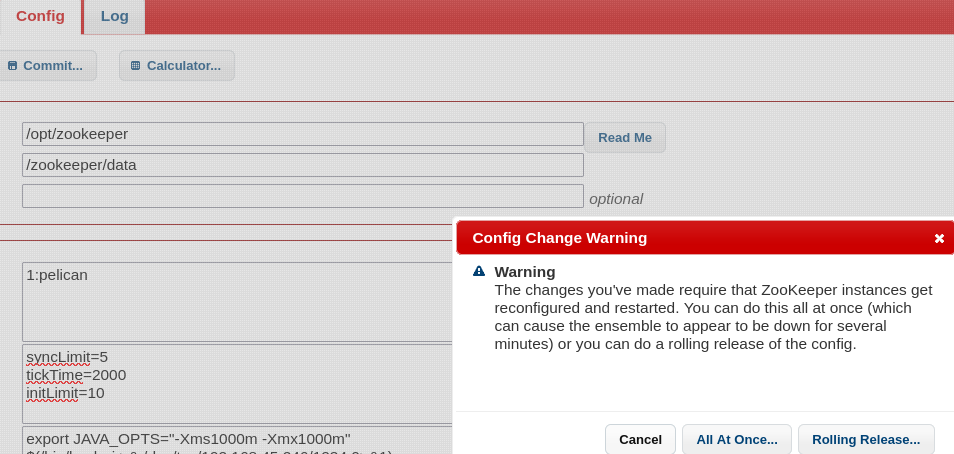 Config
Log
Commit...
Calculator...
/opt/zookeeper
Read Me
/zookeeper/data
optional
Config Change Warning
1:pelican
Warning
The changes you've made require that ZooKeeper instances get
reconfigured and restarted. You can do this all at once (which
can cause the ensemble to appear to be down for several
minutes) or you can do a rolling release of the config.
syncLimit=5
tickTime=2000
initLimit=10
export JAVA_OPTS="-Xms1000m -Xmx1000m"
Cancel
All At Once...
Rolling Release...